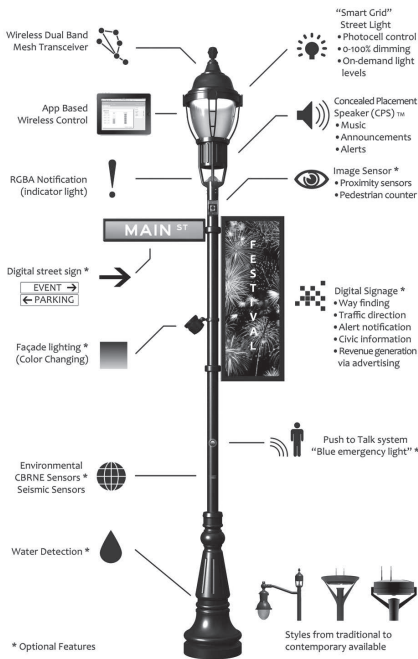 Wireless Dual Band
Mesh Transceiver
"Smart Grid"
Street Light
• Photocell control
• 0-100% dimming
• On-demand light
levels
App Based
Wireless Control
Concealed Placement
Speaker (CPS) TM
• Music
• Announcements
• Alerts
RGBA Notification
(indicator light)
Image Sensor *
• Proximity sensors
• Pedestrian counter
MAIN ST
FESTIVAL
Digital street sign *
EVENT →
← PARKING
Digital Signage *
• Way finding
• Traffic direction
• Alert notification
• Civic information
• Revenue generation
via advertising
Façade lighting *
(Color Changing)
Push to Talk system
"Blue emergency light" *
Environmental
CBRNE Sensors *
Seismic Sensors
Water Detection *
* Optional Features
Styles from traditional to
contemporary available